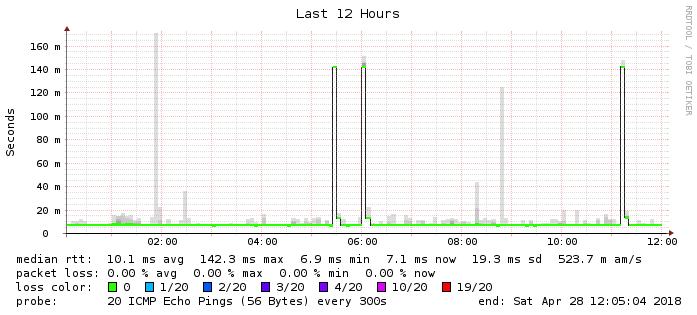 Last 12 Hours
RRDTOOL / TOBI OETIKER
Seconds
160 m
140 m
120 m
100 m
80 m
60 m
40 m
20 m
0
02:00 04:00 06:00 08:00 10:00 12:00
median rtt: 10.1 ms avg 142.3 ms max 6.9 ms min 7.1 ms now 19.3 ms sd 523.7 m am/s
packet loss: 0.00 % avg 0.00 % max 0.00 % min 0.00 % now
loss color: 0 1/20 2/20 3/20 4/20 10/20 19/20
probe: 20 ICMP Echo Pings (56 Bytes) every 300s end: Sat Apr 28 12:05:04 2018